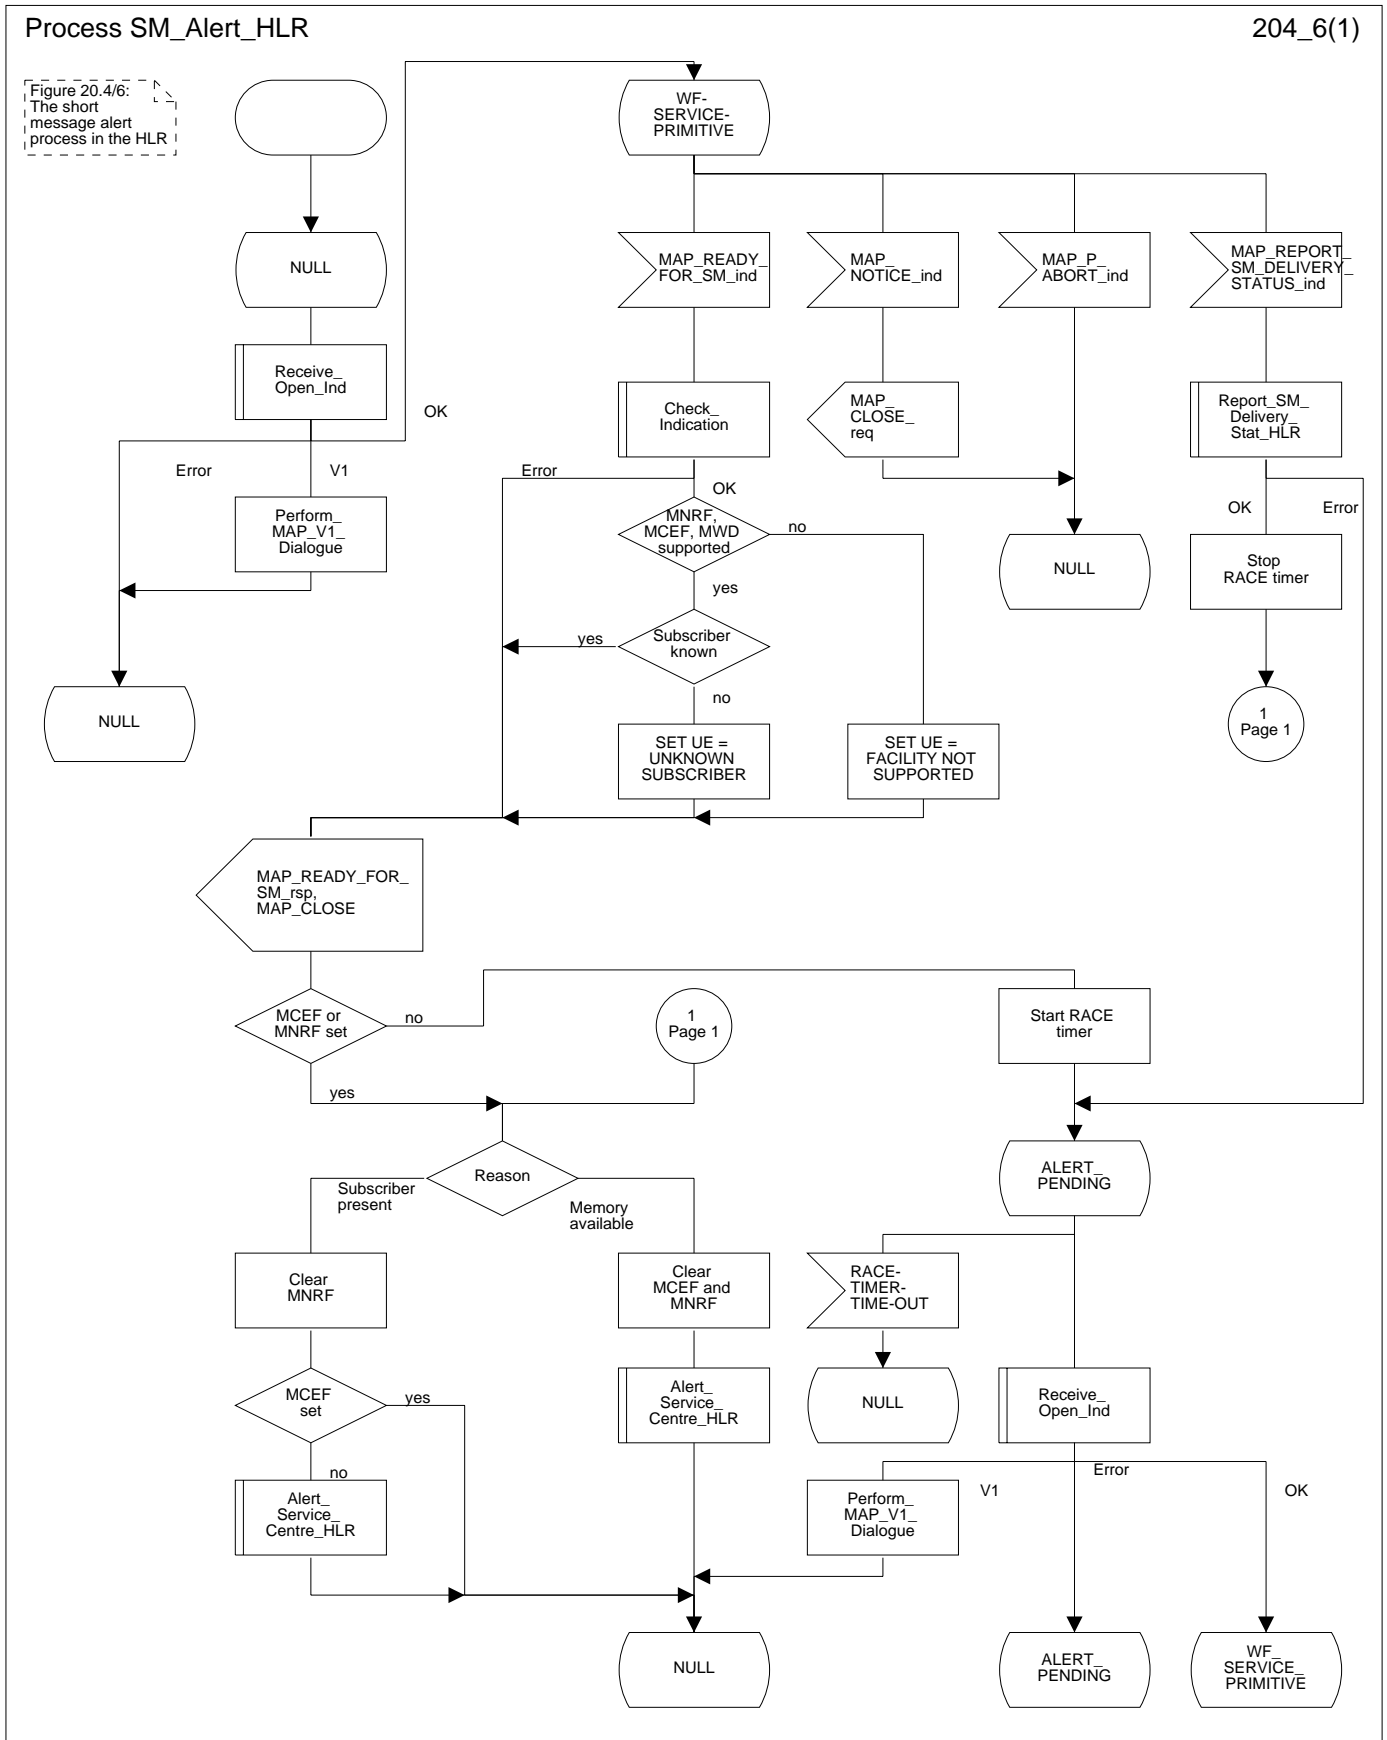 Process SM_Alert_HLR
204_6(1)
Figure 20.4/6:
The short
message alert
process in the HLR
WF-
SERVICE-
PRIMITIVE
NULL
MAP_READY_
FOR_SM_ind
MAP_
NOTICE_ind
MAP_P_
ABORT_ind
MAP_REPORT_
SM_DELIVERY_
STATUS_ind
Receive_
Open_Ind
OK
Check_
Indication
MAP_
CLOSE_
req
Report_SM_
Delivery_
Stat_HLR
Error
V1
Error
OK
Perform_
MAP_V1_
Dialogue
MNRF,
MCEF, MWD
supported
no
NULL
OK
Error
Stop
RACE timer
yes
yes
Subscriber
known
no
NULL
SET UE =
UNKNOWN
SUBSCRIBER
SET UE =
FACILITY NOT
SUPPORTED
1
Page 1
MAP_READY_FOR_
SM_rsp,
MAP_CLOSE
MCEF or
MNRF set
no
1
Page 1
Start RACE
timer
yes
Reason
Subscriber
present
Memory
available
ALERT_
PENDING
Clear
MNRF
Clear
MCEF and
MNRF
RACE-
TIMER-
TIME-OUT
MCEF
set
yes
Alert_
Service_
Centre_HLR
NULL
Receive_
Open_Ind
no
Alert_
Service_
Centre_HLR
Perform_
MAP_V1_
Dialogue
V1
Error
OK
NULL
ALERT_
PENDING
WF_
SERVICE_
PRIMITIVE